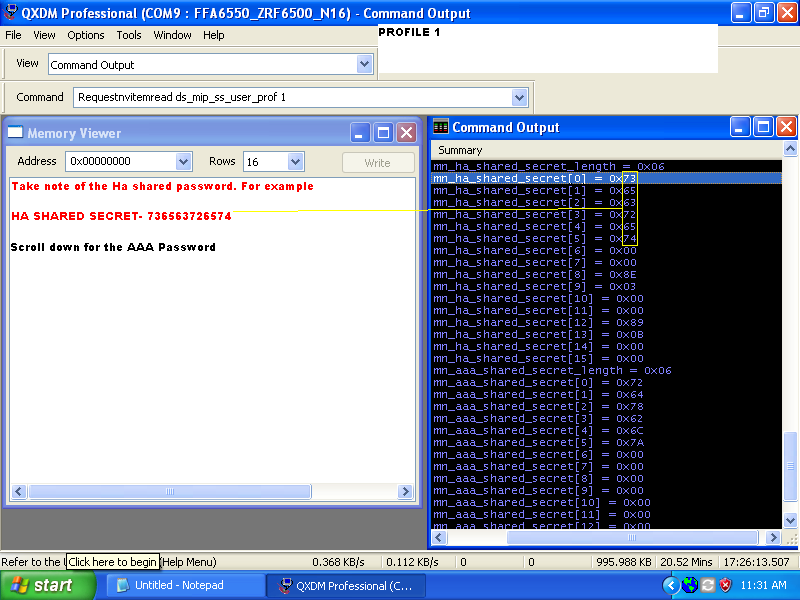 QXDM Professional (COM9 : FFA6550_ZRF6500_N16) - Command Output
File View Options Tools Window Help
PROFILE 1
View Command Output
Command Requestnvitemread ds_mip_ss_user_prof 1
Memory Viewer
Address 0x00000000 Rows 16 Write
Take note of the Ha shared password. For example
HA SHARED SECRET- 736563726574
Scroll down for the AAA Password
Command Output
Summary
mn_ha_shared_secret_length = 0x06
mn_ha_shared_secret[0] = 0x73
mn_ha_shared_secret[1] = 0x65
mn_ha_shared_secret[2] = 0x63
mn_ha_shared_secret[3] = 0x72
mn_ha_shared_secret[4] = 0x65
mn_ha_shared_secret[5] = 0x74
mn_ha_shared_secret[6] = 0x00
mn_ha_shared_secret[7] = 0x00
mn_ha_shared_secret[8] = 0x8E
mn_ha_shared_secret[9] = 0x03
mn_ha_shared_secret[10] = 0x00
mn_ha_shared_secret[11] = 0x00
mn_ha_shared_secret[12] = 0x89
mn_ha_shared_secret[13] = 0x0B
mn_ha_shared_secret[14] = 0x00
mn_ha_shared_secret[15] = 0x00
mn_aaa_shared_secret_length = 0x06
mn_aaa_shared_secret[0] = 0x72
mn_aaa_shared_secret[1] = 0x64
mn_aaa_shared_secret[2] = 0x78
mn_aaa_shared_secret[3] = 0x62
mn_aaa_shared_secret[4] = 0x6C
mn_aaa_shared_secret[5] = 0x7A
mn_aaa_shared_secret[6] = 0x00
mn_aaa_shared_secret[7] = 0x00
mn_aaa_shared_secret[8] = 0x00
mn_aaa_shared_secret[9] = 0x00
mn_aaa_shared_secret[10] = 0x00
mn_aaa_shared_secret[11] = 0x00
mn_aaa_shared_secret[12] = 0x00
Refer to the Click here to begin (Help Menu) 0.368 KB/s 0.112 KB/s 0 0 995.988 KB 20.52 Mins 17:26:13.507
start Untitled - Notepad QXDM Professional (C... 11:31 AM